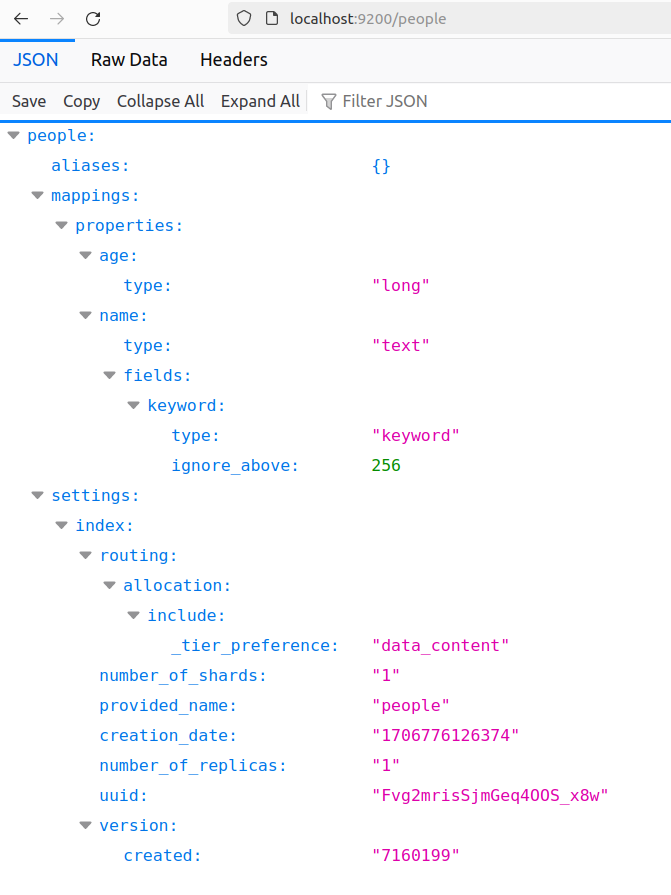 localhost:9200/people
JSON Raw Data Headers
Save Copy Collapse All Expand All Filter JSON
people:
aliases: {}
mappings:
properties:
age:
type: "long"
name:
type: "text"
fields:
keyword:
type: "keyword"
ignore_above: 256
settings:
index:
routing:
allocation:
include:
_tier_preference: "data_content"
number_of_shards: "1"
provided_name: "people"
creation_date: "1706776126374"
number_of_replicas: "1"
uuid: "Fvg2mrisSjmGeq4OOS_x8w"
version:
created: "7160199"